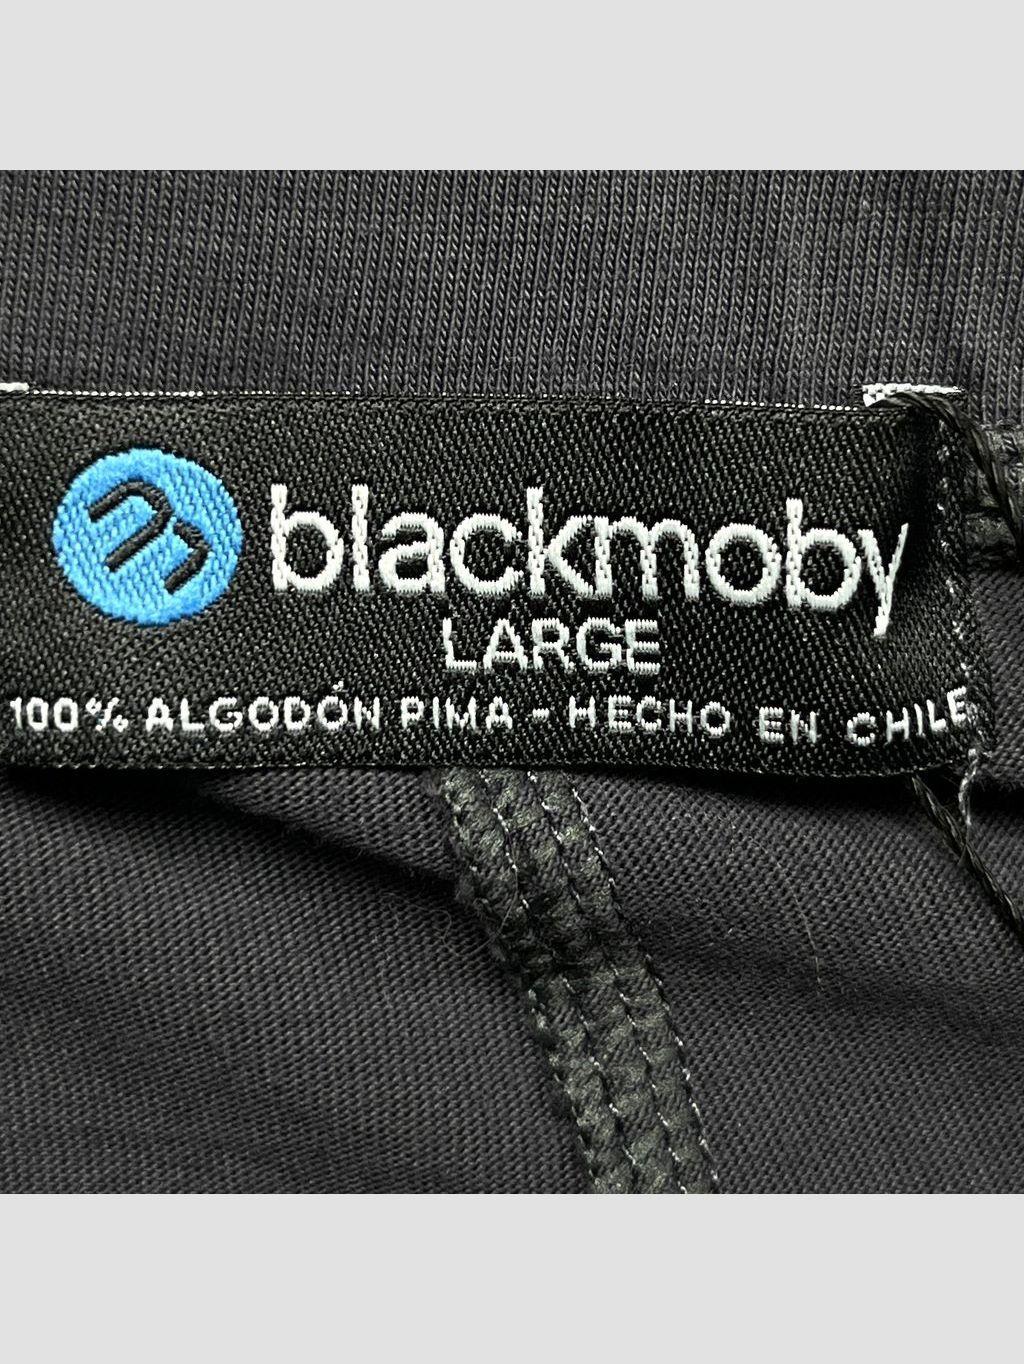 blackmoby
LARGE
100% ALGODÓN PIMA - HECHO EN CHILE